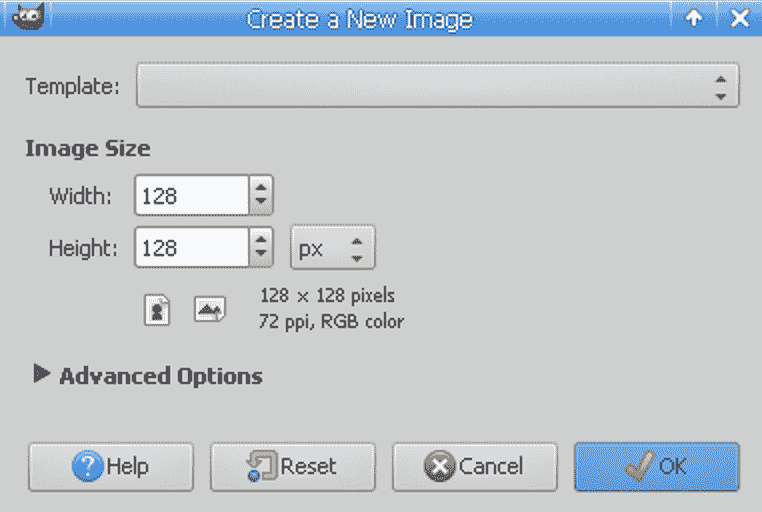 Create a New Image
Template:
Image Size
Width: 128
Height: 128 px
128 × 128 pixels
72 ppi, RGB color
Advanced Options
Help Reset Cancel OK